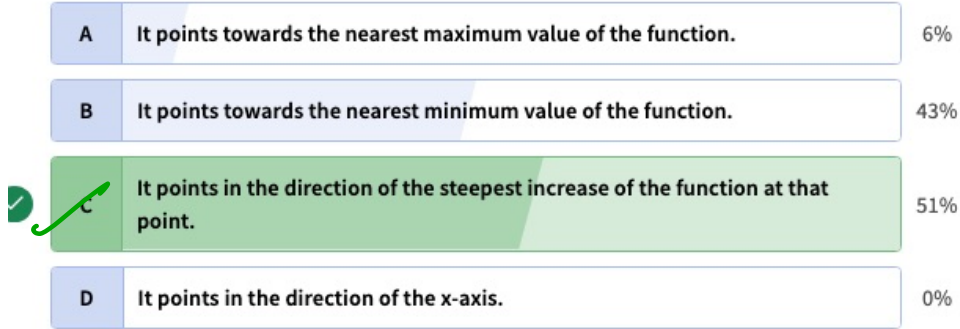 A It points towards the nearest maximum value of the function. 6%
B It points towards the nearest minimum value of the function. 43%
C It points in the direction of the steepest increase of the function at that
point. 51%
D It points in the direction of the x-axis. 0%